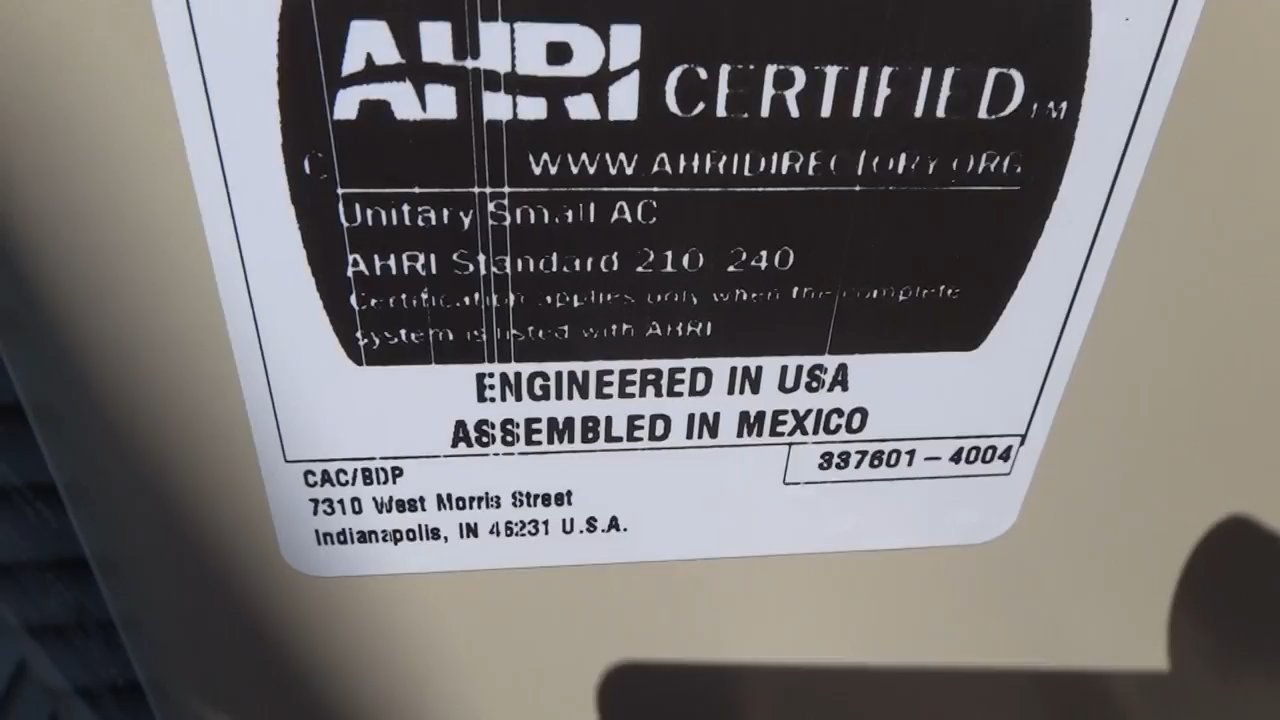 AHRI CERTIFIED TM
C
WWW.AHRIDIRECTORY.ORG
Unitary Small AC
AHRI Standard 210 240
Certification applies only when the complete
system is listed with AHRI
ENGINEERED IN USA
ASSEMBLED IN MEXICO
337601-4004
CAC/BDP
7310 West Morris Street
Indianapolis, IN 46231 U.S.A.